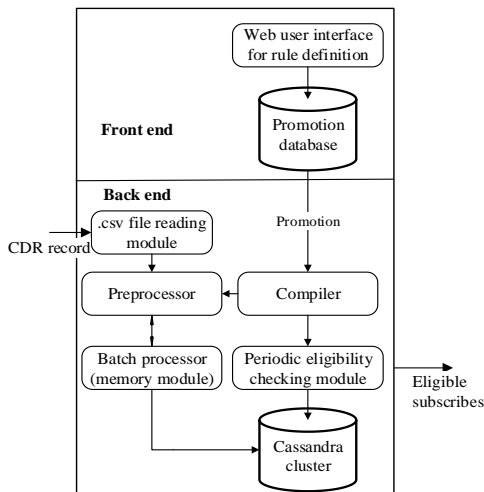 Web user interface
for rule definition
Promotion
database
Front end
Back end
.csv file reading
module
CDR record
Promotion
Preprocessor
Compiler
Batch processor
(memory module)
Periodic eligibility
checking module
Eligible
subscribes
Cassandra
cluster